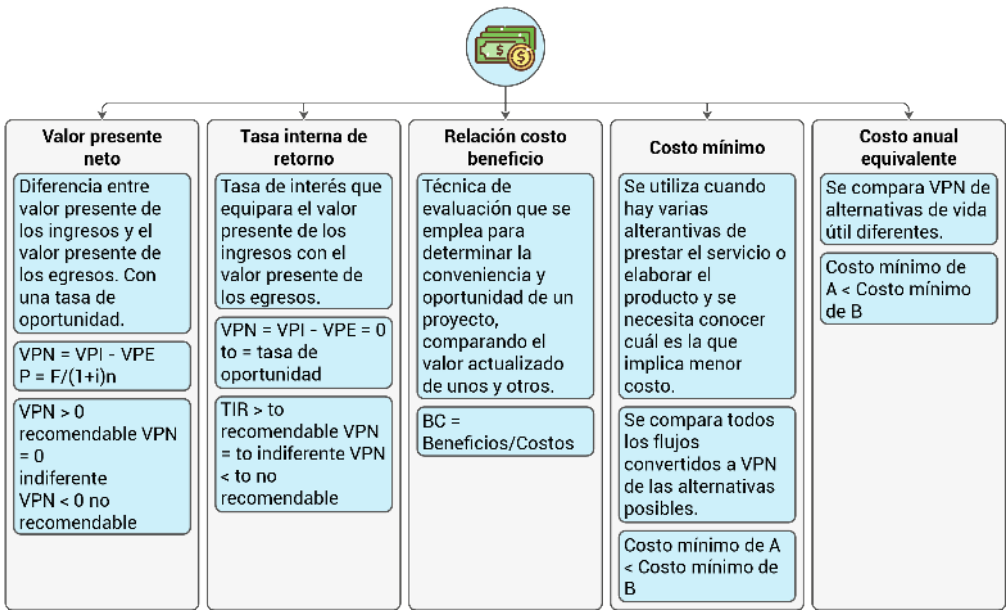 Valor presente
neto
Diferencia entre
valor presente de
los ingresos y el
valor presente de
los egresos. Con
una tasa de
oportunidad.
VPN = VPI - VPE
P = F/(1+i)n
VPN > 0
recomendable VPN
= 0
indiferente
VPN < 0 no
recomendable
Tasa interna de
retorno
Tasa de interés que
equipara el valor
presente de los
ingresos con el
valor presente de
los egresos.
VPN = VPI - VPE = 0
to = tasa de
oportunidad
TIR > to
recomendable VPN
= to indiferente VPN
< to no
recomendable
Relación costo
beneficio
Técnica de
evaluación que se
emplea para
determinar la
conveniencia y
oportunidad de un
proyecto,
comparando el
valor actualizado
de unos y otros.
BC =
Beneficios/Costos
Costo mínimo
Se utiliza cuando
hay varias
alterantivas de
prestar el servicio o
elaborar el
producto y se
necesita conocer
cuál es la que
implica menor
costo.
Se compara todos
los flujos
convertidos a VPN
de las alternativas
posibles.
Costo mínimo de A
< Costo mínimo de
B
Costo anual
equivalente
Se compara VPN de
alternativas de vida
útil diferentes.
Costo mínimo de
A < Costo mínimo
de B